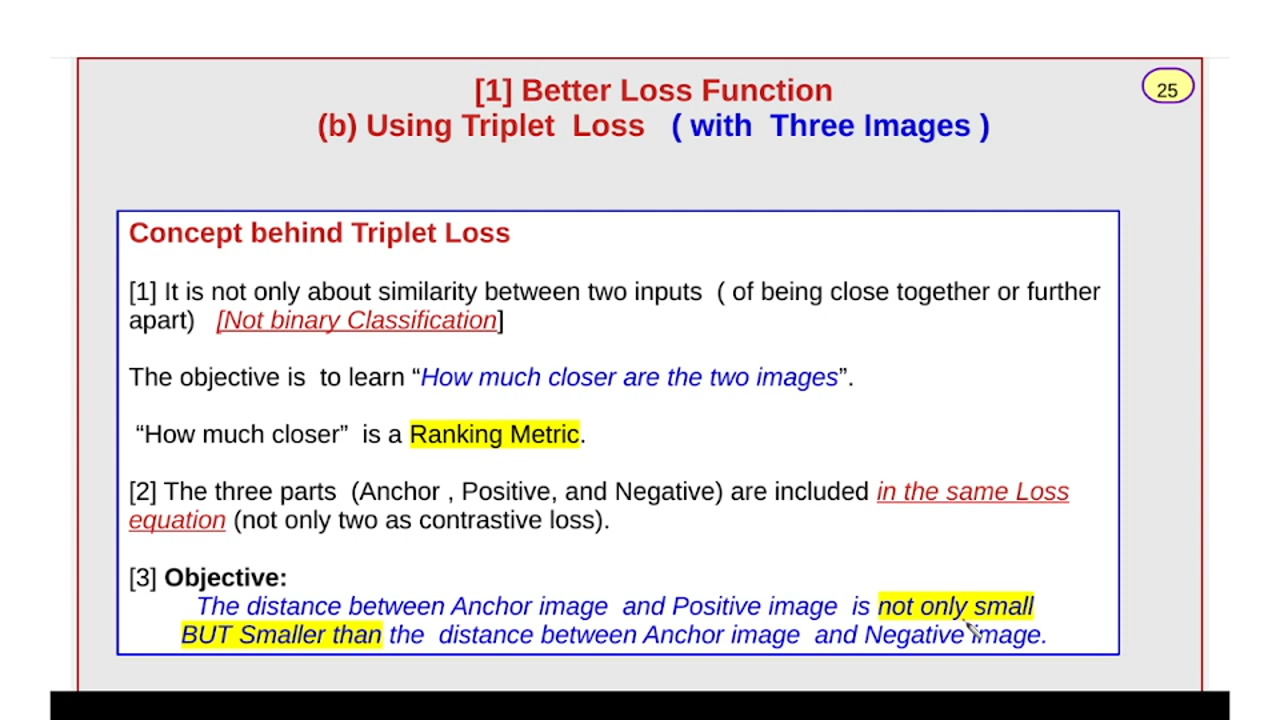 [1] Better Loss Function
25
(b) Using Triplet Loss ( with Three Images )
Concept behind Triplet Loss
[1] It is not only about similarity between two inputs ( of being close together or further
apart) [Not binary Classification]
The objective is to learn “How much closer are the two images”.
“How much closer” is a Ranking Metric.
[2] The three parts (Anchor , Positive, and Negative) are included in the same Loss
equation (not only two as contrastive loss).
[3] Objective:
The distance between Anchor image and Positive image is not only small
BUT Smaller than the distance between Anchor image and Negative image.